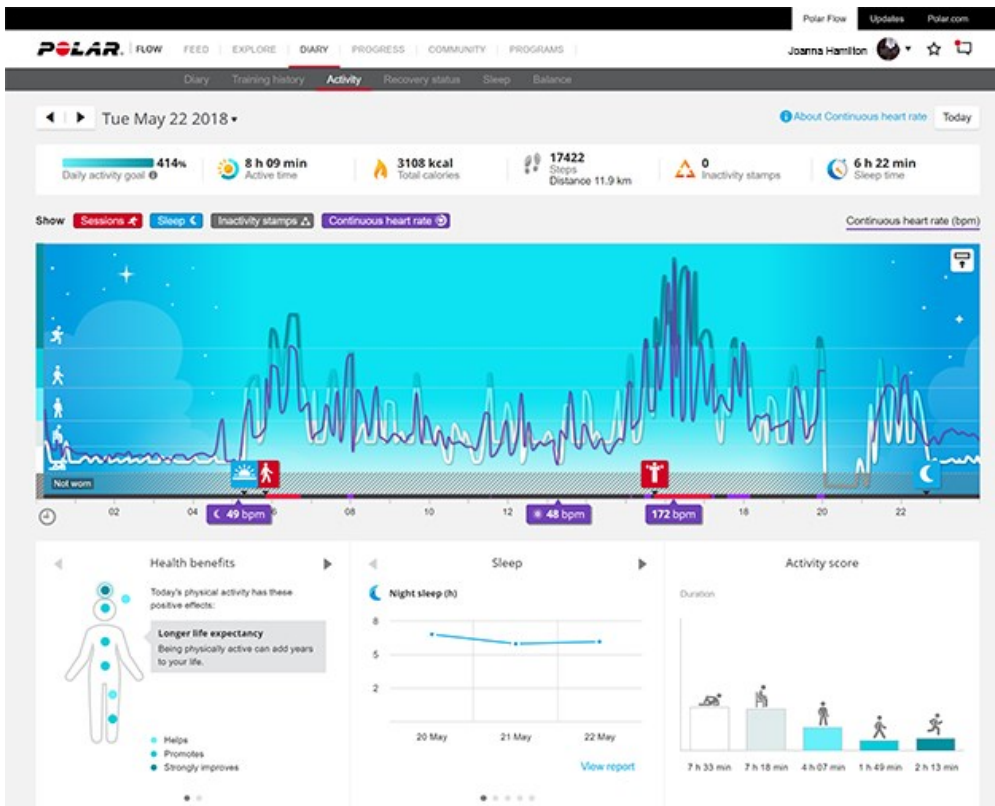 Polar Flow Updates Polar.com
POLAR. FLOW FEED EXPLORE DIARY PROGRESS COMMUNITY PROGRAMS Joanna Hamilton
Diary Training history Activity Recovery status Sleep Balance
Tue May 22 2018 About Continuous heart rate Today
414% Daily activity goal
8 h 09 min Active time
3108 kcal Total calories
17422 Steps Distance 11.9 km
0 Inactivity stamps
6 h 22 min Sleep time
Show Sessions Sleep Inactivity stamps Continuous heart rate Continuous heart rate (bpm)
Not worn
02 04 6 08 10 12 18 20 22
49 bpm 48 bpm 172 bpm
Health benefits
Today's physical activity has these
positive effects:
Longer life expectancy
Being physically active can add years
to your life.
Helps
Promotes
Strongly improves
Sleep
Night sleep (h)
8
5
2
20 May 21 May 22 May
View report
Activity score
Duration
7 h 33 min 7 h 18 min 4 h 07 min 1 h 49 min 2 h 13 min